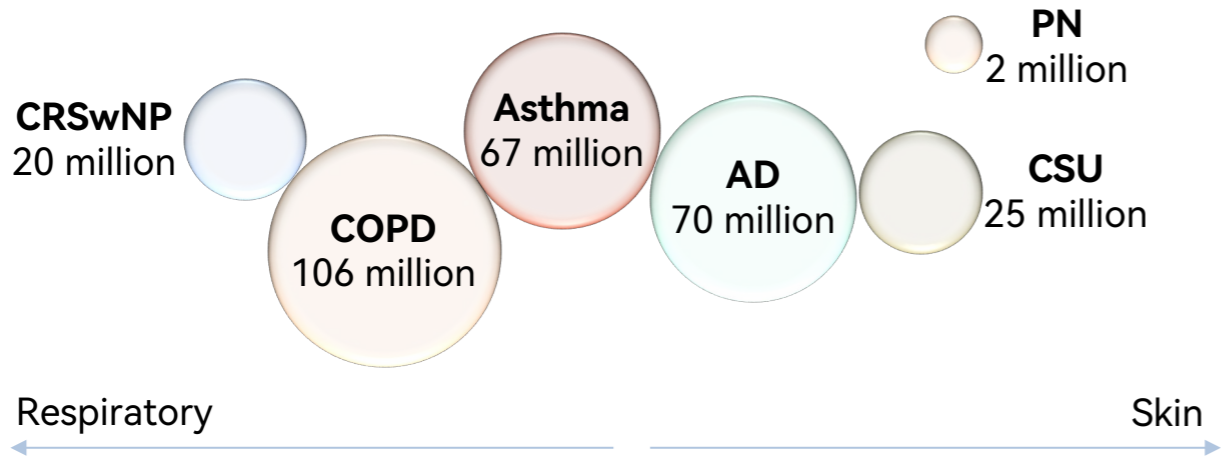 CRSwNP
20 million
COPD
106 million
Asthma
67 million
AD
70 million
PN
2 million
CSU
25 million
Respiratory
Skin